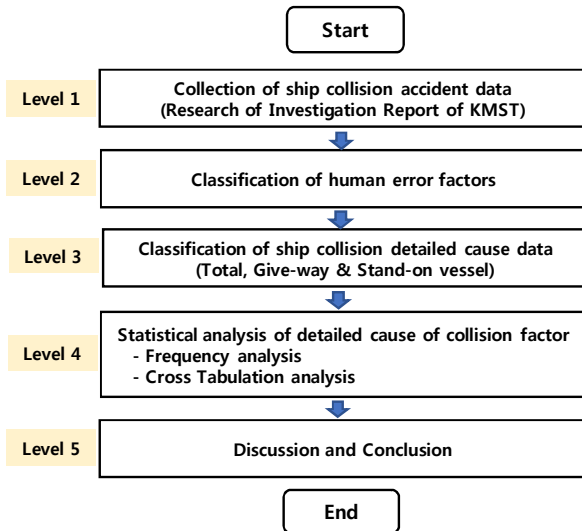 Start
Level 1
Collection of ship collision accident data
(Research of Investigation Report of KMST)
Level 2
Classification of human error factors
Level 3
Classification of ship collision detailed cause data
(Total, Give-way & Stand-on vessel)
Level 4
Statistical analysis of detailed cause of collision factor
- Frequency analysis
- Cross Tabulation analysis
Level 5
Discussion and Conclusion
End